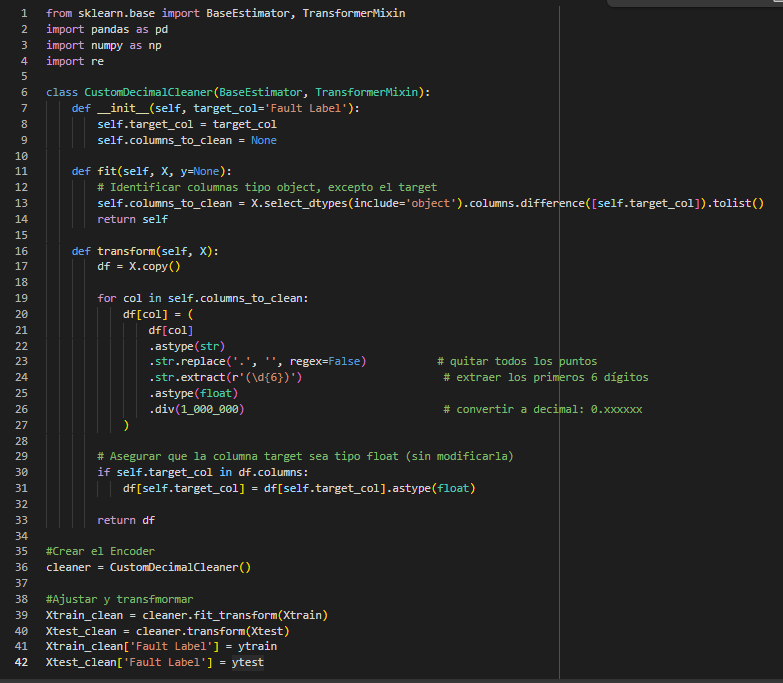 1 from sklearn.base import BaseEstimator, TransformerMixin
2 import pandas as pd
3 import numpy as np
4 import re
5
6 class CustomDecimalCleaner(BaseEstimator, TransformerMixin):
7     def __init__(self, target_col='Fault Label'):
8         self.target_col = target_col
9         self.columns_to_clean = None
10
11     def fit(self, X, y=None):
12         # Identificar columnas tipo object, excepto el target
13         self.columns_to_clean = X.select_dtypes(include='object').columns.difference([self.target_col]).tolist()
14         return self
15
16     def transform(self, X):
17         df = X.copy()
18
19         for col in self.columns_to_clean:
20             df[col] = (
21                 df[col]
22                 .astype(str)
23                 .str.replace('.', '', regex=False)           # quitar todos los puntos
24                 .str.extract(r'(\d{6})')                      # extraer los primeros 6 dígitos
25                 .astype(float)
26                 .div(1_000_000)                               # convertir a decimal: 0.xxxxxx
27             )
28
29         # Asegurar que la columna target sea tipo float (sin modificarla)
30         if self.target_col in df.columns:
31             df[self.target_col] = df[self.target_col].astype(float)
32
33         return df
34
35 #Crear el Encoder
36 cleaner = CustomDecimalCleaner()
37
38 #Ajustar y transfmormar
39 Xtrain_clean = cleaner.fit_transform(Xtrain)
40 Xtest_clean = cleaner.transform(Xtest)
41 Xtrain_clean['Fault Label'] = ytrain
42 Xtest_clean['Fault Label'] = ytest